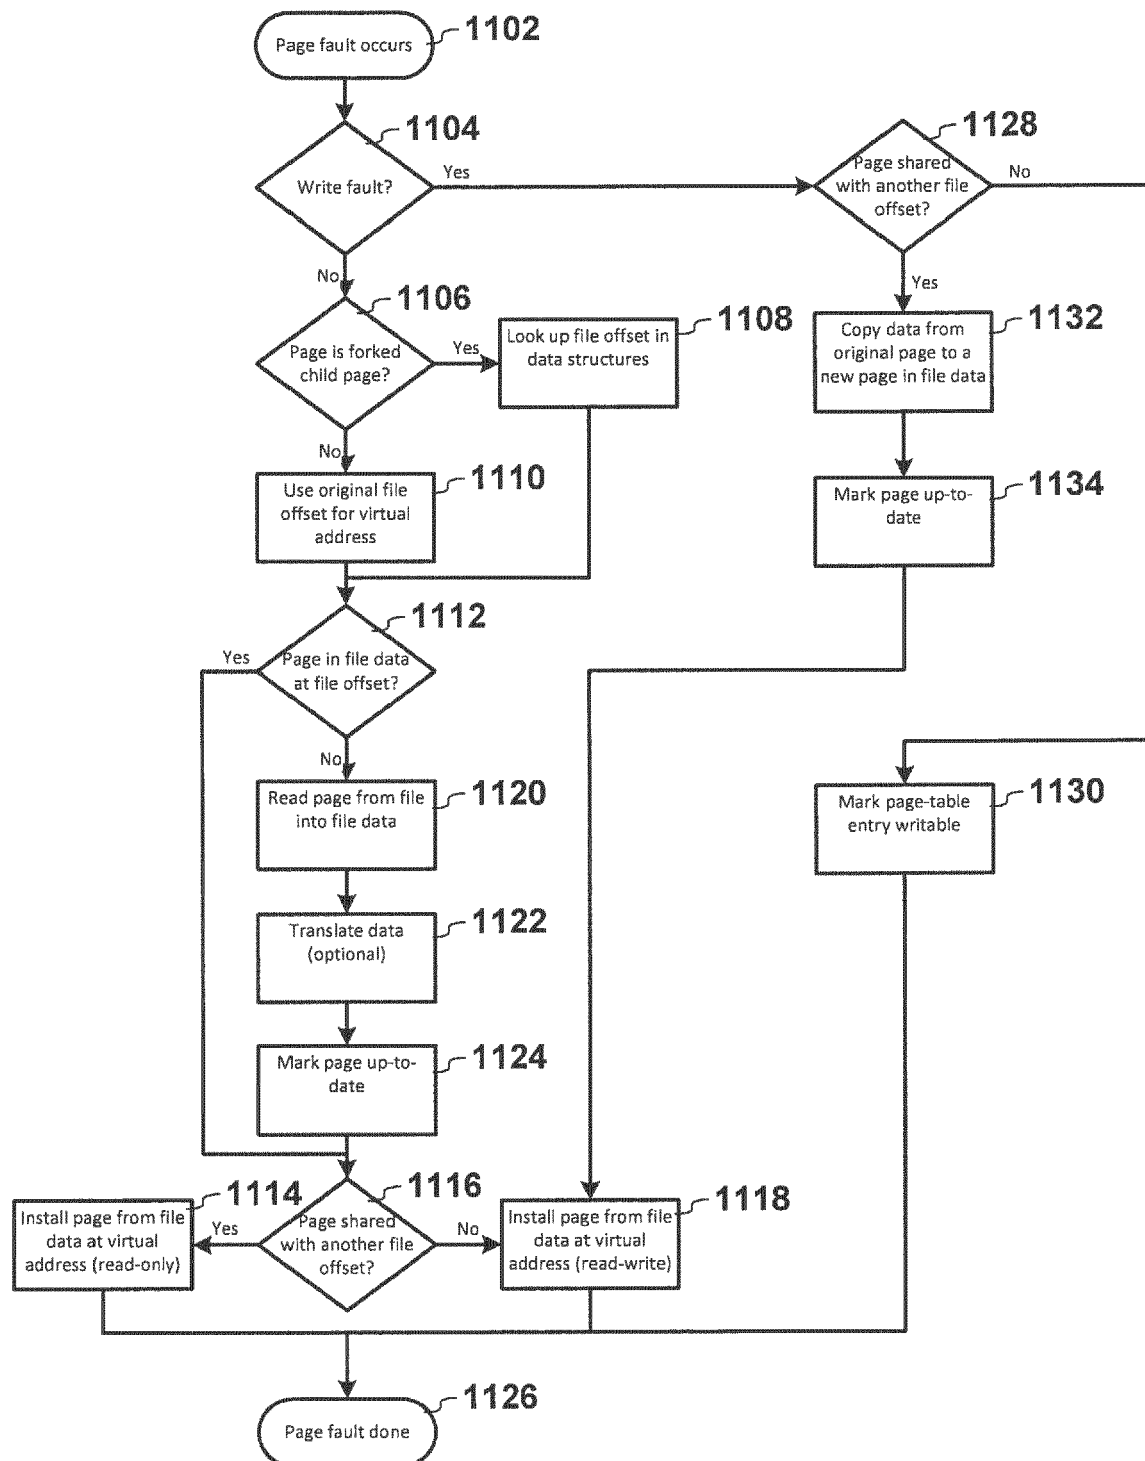 Page fault occurs
1102
1104
Write fault?
Yes
No
1128
Page shared
with another file
offset?
No
Yes
1106
Page is forked
child page?
Yes
No
1108
Look up file offset in
data structures
1132
Copy data from
original page to a
new page in file data
1110
Use original file
offset for virtual
address
1134
Mark page up-to-
date
1112
Page in file data
at file offset?
Yes
No
1120
Read page from file
into file data
1130
Mark page-table
entry writable
1122
Translate data
(optional)
1124
Mark page up-to-
date
1114
Install page from file
data at virtual
address (read-only)
Yes
1116
Page shared
with another file
offset?
No
1118
Install page from file
data at virtual
address (read-write)
1126
Page fault done